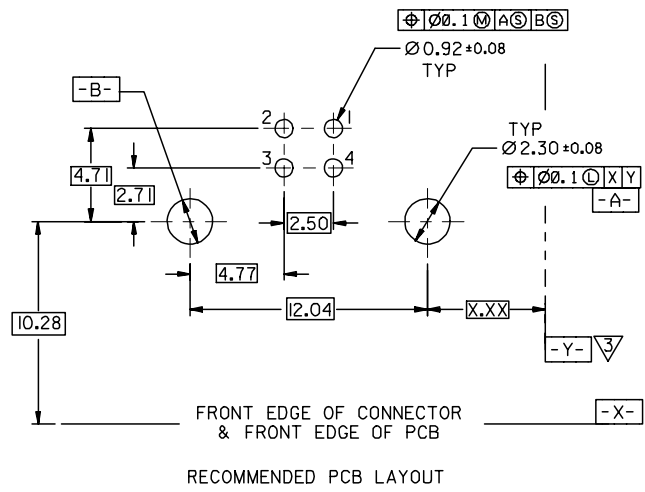 ⌖ Ø0.1 Ⓜ A Ⓢ B Ⓢ
Ø0.92 ±0.08
TYP
-B-
2 1
3 4
TYP
Ø2.30 ±0.08
⌖ Ø0.1 Ⓛ X Y
-A-
4.71
2.71
2.50
4.77
12.04
X.XX
10.28
-Y- 3
-X-
FRONT EDGE OF CONNECTOR
& FRONT EDGE OF PCB
RECOMMENDED PCB LAYOUT